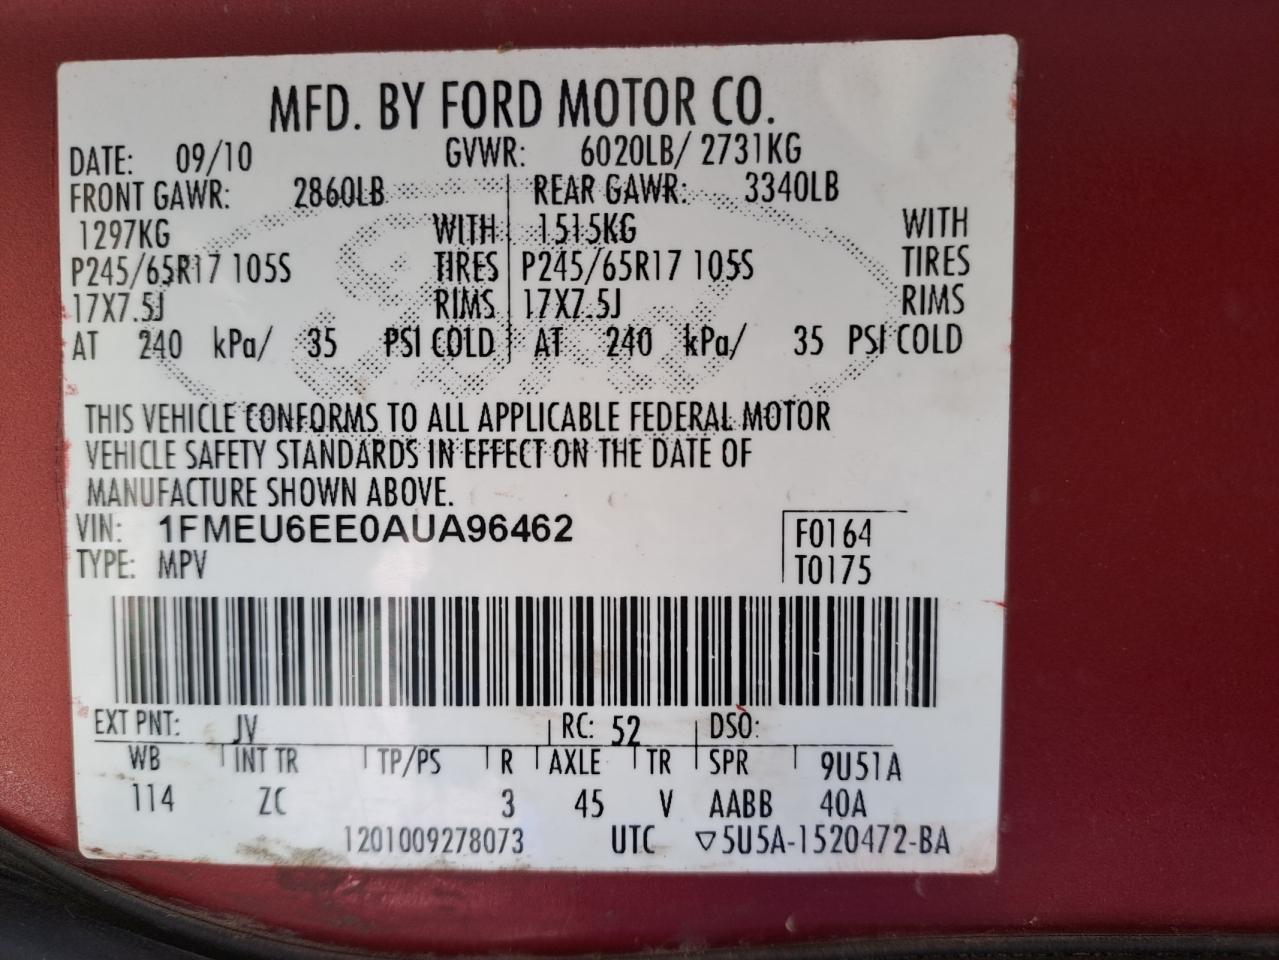 MFD. BY FORD MOTOR CO.
DATE: 09/10 GVWR: 6020LB/ 2731KG
FRONT GAWR: 2860LB REAR GAWR: 3340LB
1297KG WITH 1515KG WITH
P245/65R17 105S TIRES P245/65R17 105S TIRES
17X7.5J RIMS 17X7.5J RIMS
AT 240 kPa/ 35 PSI COLD AT 240 kPa/ 35 PSI COLD
Ford
THIS VEHICLE CONFORMS TO ALL APPLICABLE FEDERAL MOTOR
VEHICLE SAFETY STANDARDS IN EFFECT ON THE DATE OF
MANUFACTURE SHOWN ABOVE.
VIN: 1FMEU6EE0AUA96462 F0164
TYPE: MPV T0175
EXT PNT: JV RC: 52 DSO:
WB INT TR TP/PS R AXLE TR SPR 9U51A
114 ZC 3 45 V AABB 40A
1201009278073 UTC ▽5U5A-1520472-BA